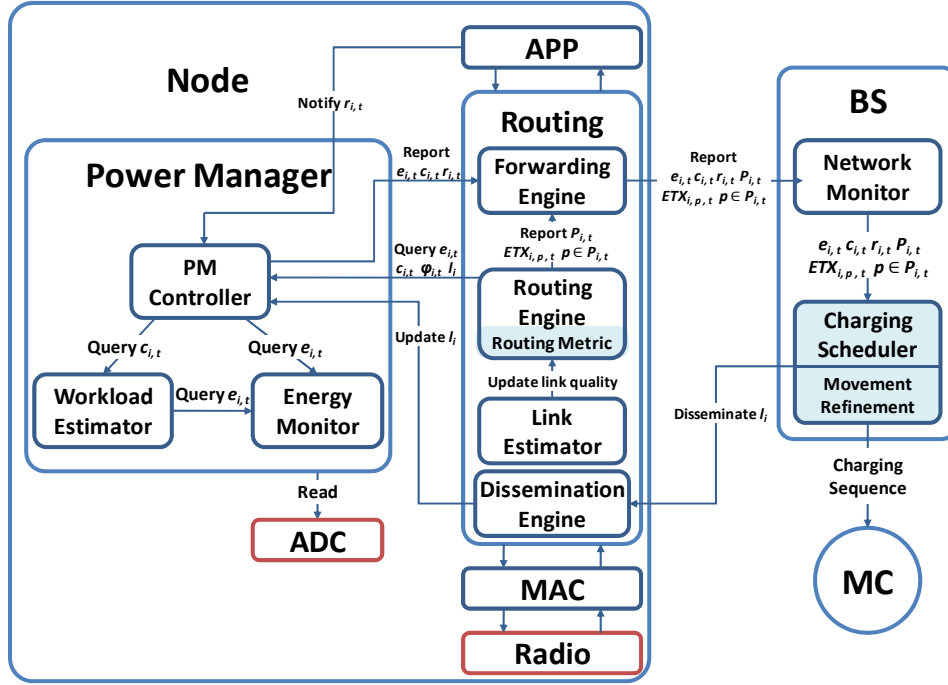 Node
APP
Notify r_{i,t}
Power Manager
PM
Controller
Query c_{i,t}
Query e_{i,t}
Workload
Estimator
Query e_{i,t}
Energy
Monitor
Read
ADC
Report
e_{i,t} c_{i,t} r_{i,t}
Query e_{i,t}
c_{i,t} φ_{i,t} l_i
Update l_i
Routing
Forwarding
Engine
Report P_{i,t}
ETX_{i,p,t} p ∈ P_{i,t}
Routing
Engine
Routing Metric
Update link quality
Link
Estimator
Dissemination
Engine
MAC
Radio
Report
e_{i,t} c_{i,t} r_{i,t} P_{i,t}
ETX_{i,p,t} p ∈ P_{i,t}
Disseminate l_i
BS
Network
Monitor
e_{i,t} c_{i,t} r_{i,t} P_{i,t}
ETX_{i,p,t} p ∈ P_{i,t}
Charging
Scheduler
Movement
Refinement
Charging
Sequence
MC